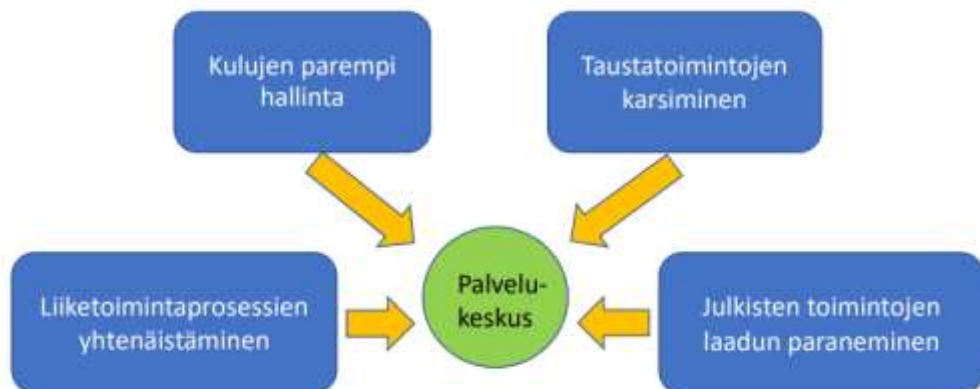 Kulujen parempi
hallinta
Taustatoimintojen
karsiminen
Liiketoimintaprosessien
yhtenäistäminen
Palvelu-
keskus
Julkisten toimintojen
laadun paraneminen